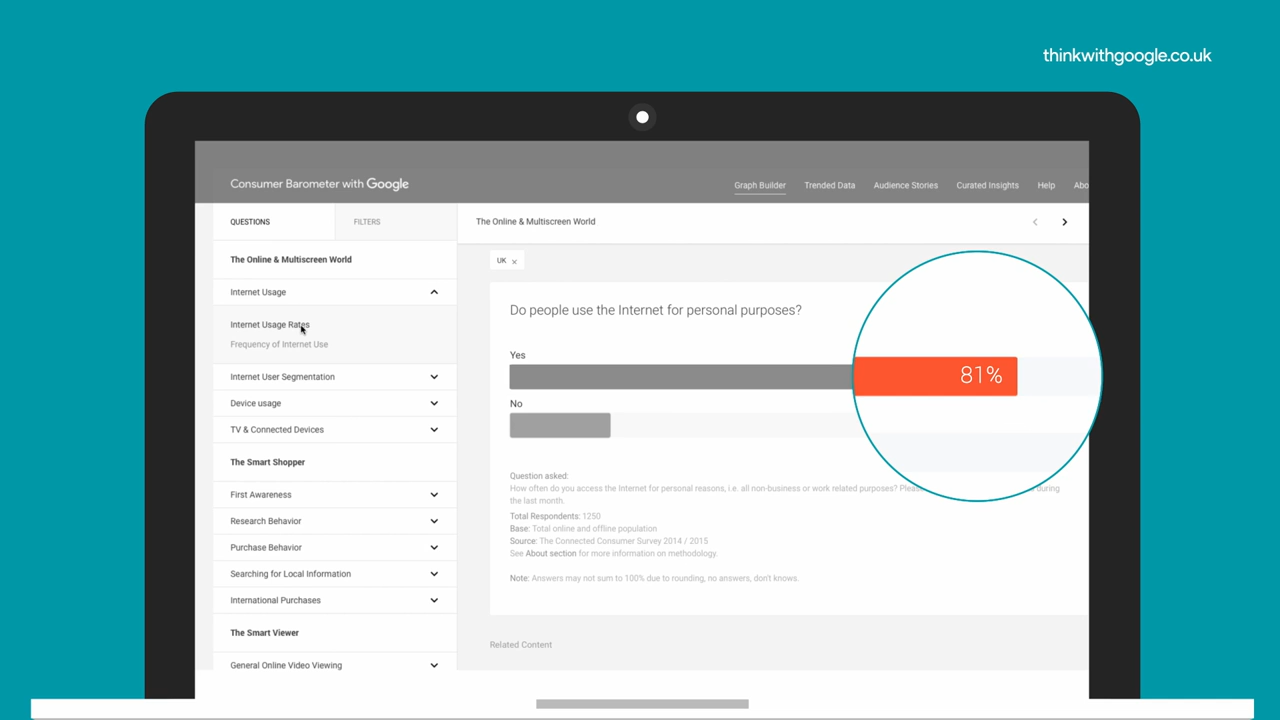 thinkwithgoogle.co.uk
Consumer Barometer with Google
Graph Builder
Trended Data
Audience Stories
Curated Insights
Help
Abo
QUESTIONS
FILTERS
The Online & Multiscreen World
The Online & Multiscreen World
Internet Usage
Internet Usage Rates
Frequency of Internet Use
Internet User Segmentation
Device usage
TV & Connected Devices
The Smart Shopper
First Awareness
Research Behavior
Purchase Behavior
Searching for Local Information
International Purchases
The Smart Viewer
General Online Video Viewing
UK ×
Do people use the Internet for personal purposes?
Yes
81%
No
Question asked:
How often do you access the Internet for personal reasons, i.e. all non-business or work related purposes? during
the last month.
Total Respondents: 1250
Base: Total online and offline population
Source: The Connected Consumer Survey 2014 / 2015
See About section for more information on methodology.
Note: Answers may not sum to 100% due to rounding, no answers, don't knows.
Related Content